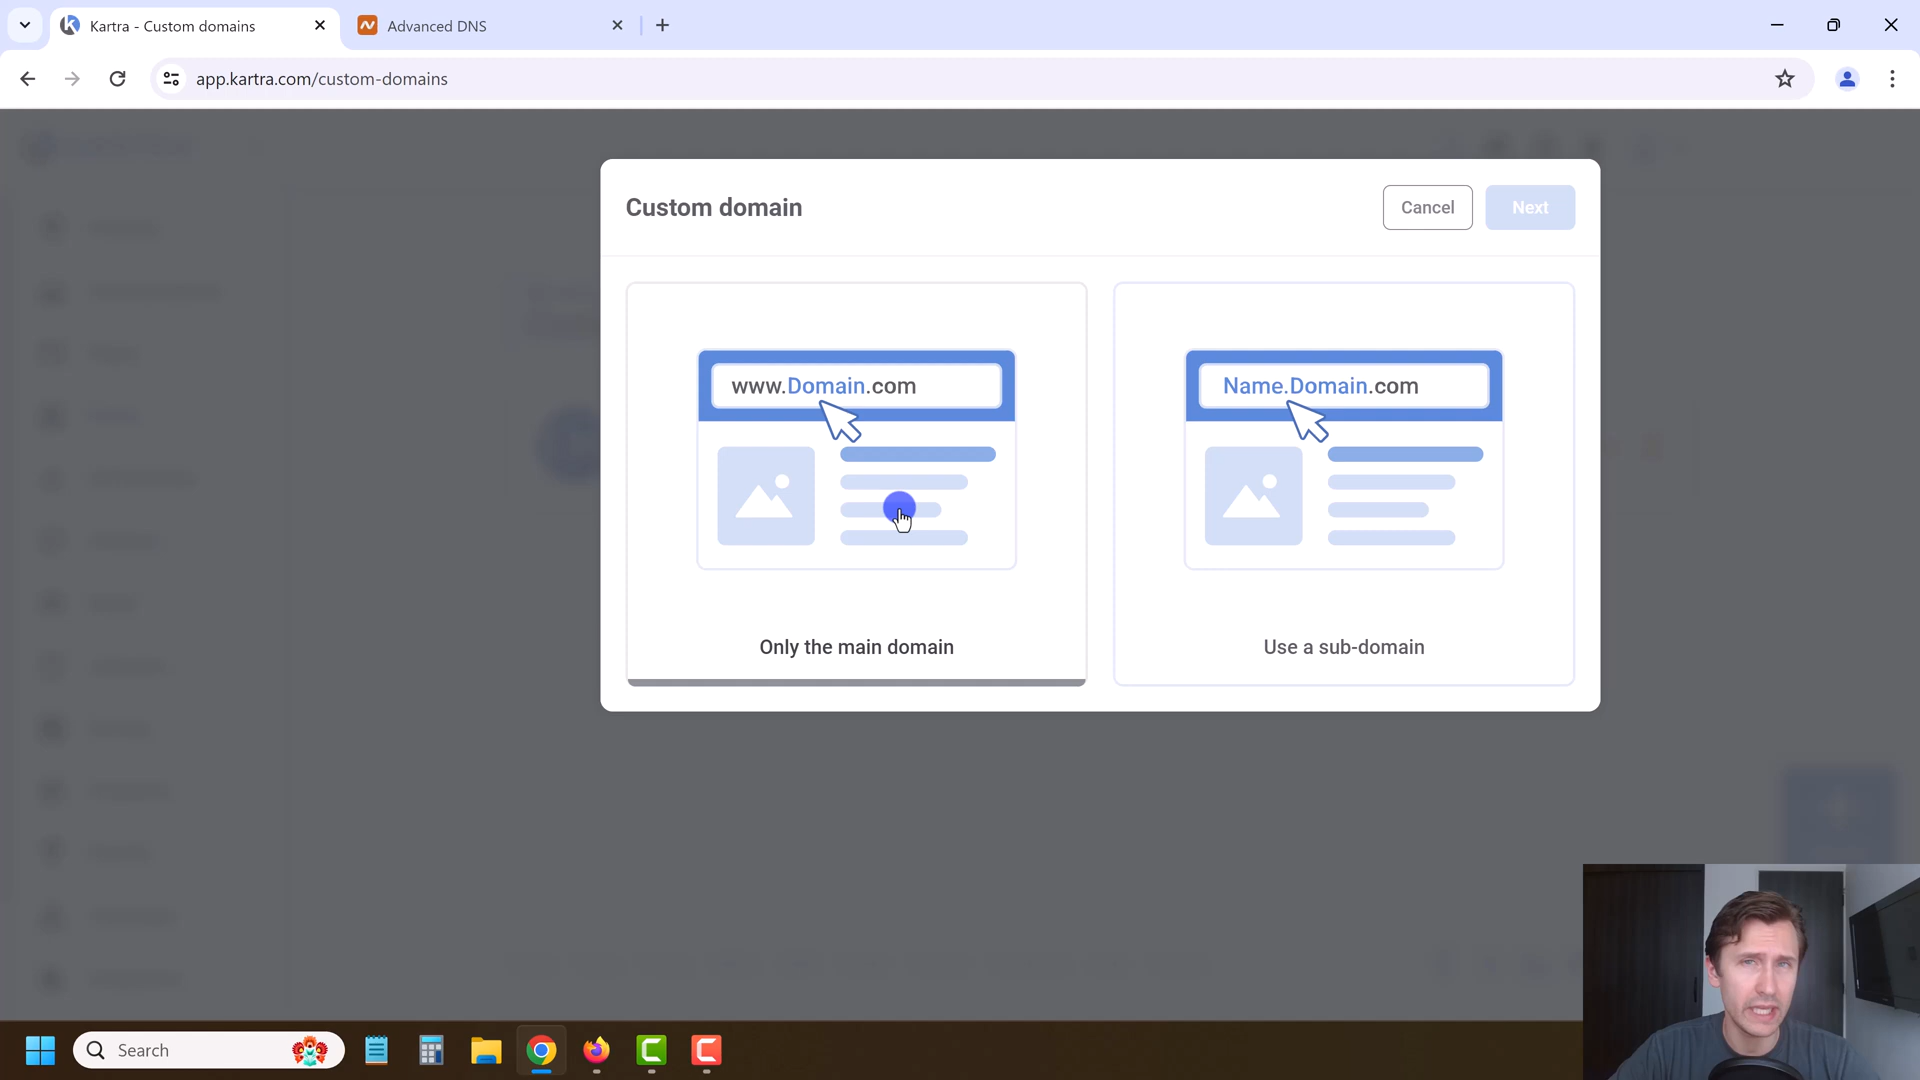 Kartra - Custom domains
Advanced DNS
app.kartra.com/custom-domains
Custom domain
Cancel
Next
www.Domain.com
Name.Domain.com
Only the main domain
Use a sub-domain
Search